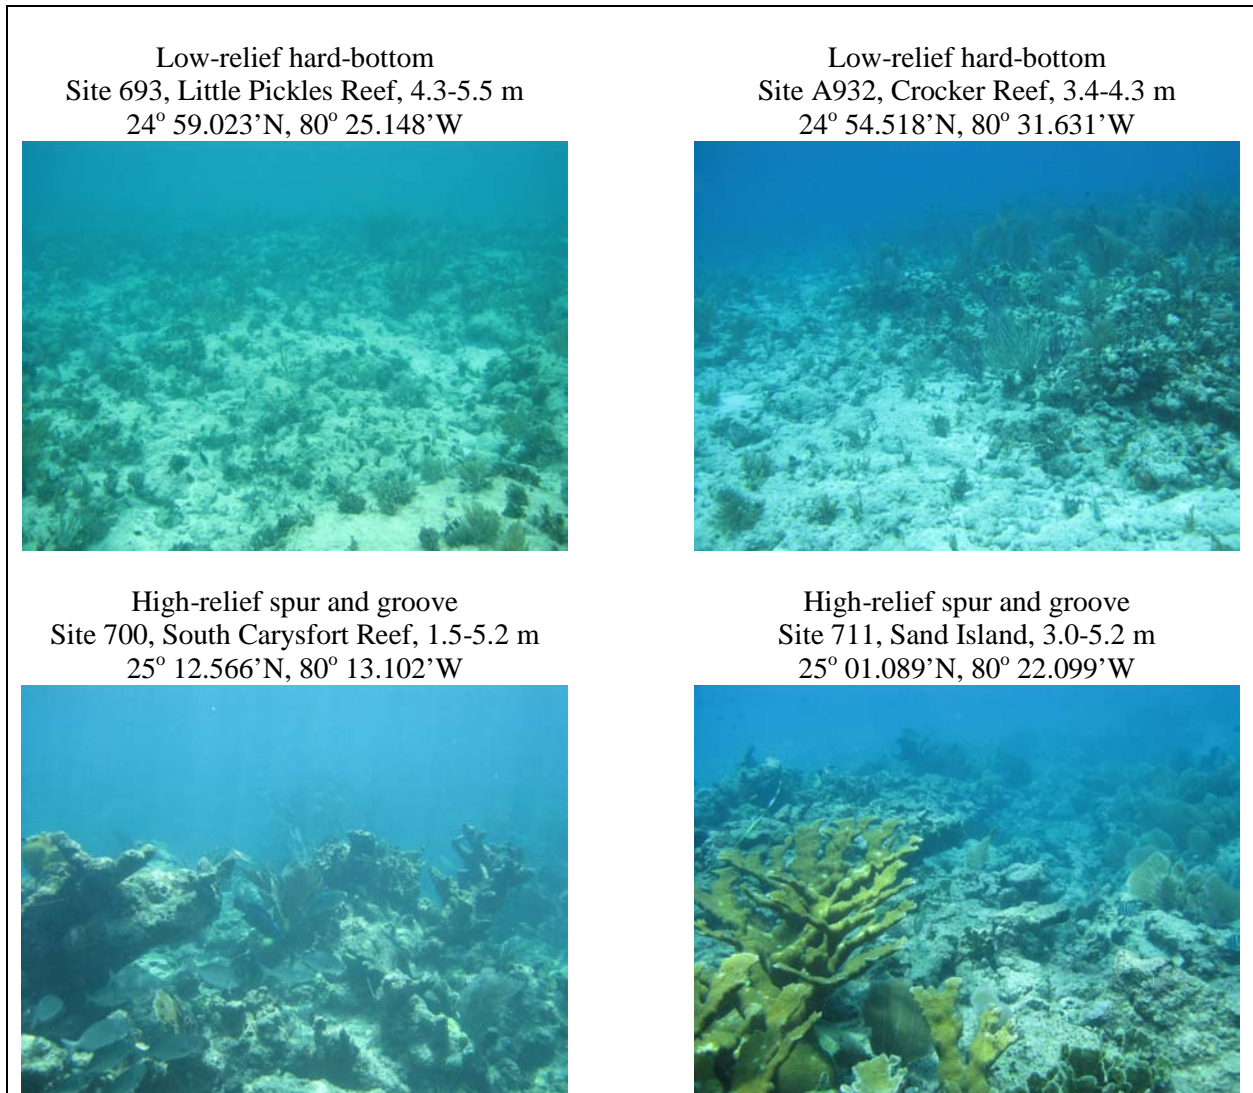 Low-relief hard-bottom
Site 693, Little Pickles Reef, 4.3-5.5 m
24° 59.023’N, 80° 25.148’W
Low-relief hard-bottom
Site A932, Crocker Reef, 3.4-4.3 m
24° 54.518’N, 80° 31.631’W
High-relief spur and groove
Site 700, South Carysfort Reef, 1.5-5.2 m
25° 12.566’N, 80° 13.102’W
High-relief spur and groove
Site 711, Sand Island, 3.0-5.2 m
25° 01.089’N, 80° 22.099’W